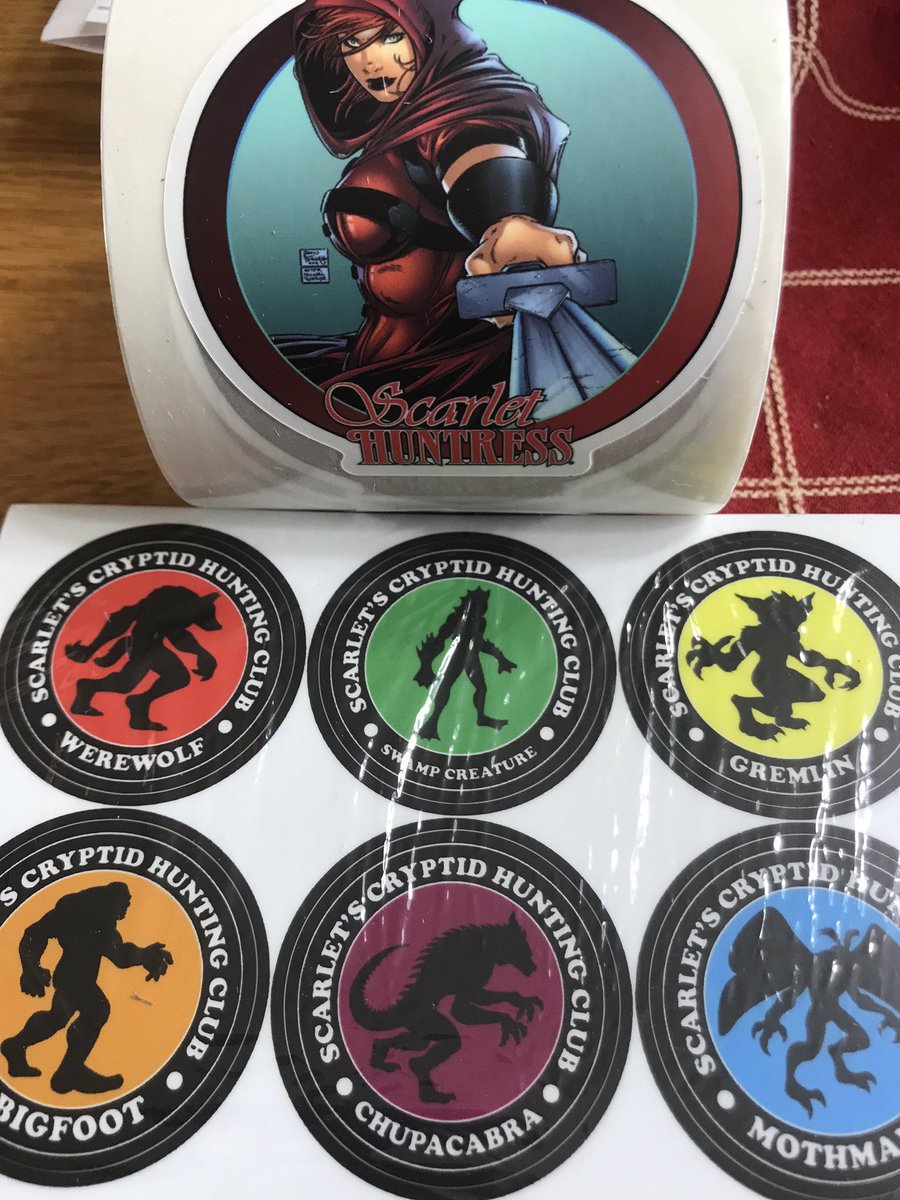 Scarlet
HUNTRESS
SCARLET'S CRYPTID HUNTING CLUB
WEREWOLF
SCARLET'S CRYPTID HUNTING CLUB
SWAMP CREATURE
SCARLET'S CRYPTID HUNTING CLUB
GREMLIN
'S CRYPTID HUNTING CLUB
BIGFOOT
SCARLET'S CRYPTID HUNTING CLUB
CHUPACABRA
SCARLET'S CRYPTID HUN
MOTHMA